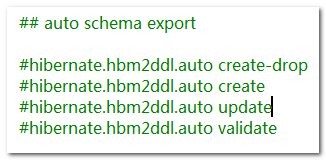 ## auto schema export
#hibernate.hbm2ddl.auto create-drop
#hibernate.hbm2ddl.auto create
#hibernate.hbm2ddl.auto update
#hibernate.hbm2ddl.auto validate